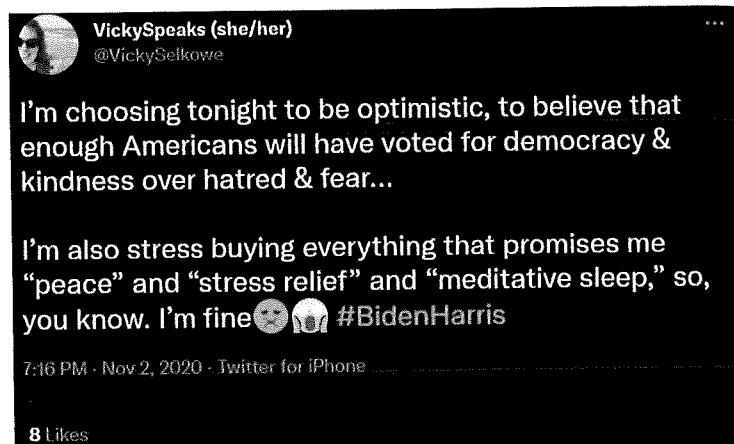 VickySpeaks (she/her)
@VickySelkowe
I'm choosing tonight to be optimistic, to believe that
enough Americans will have voted for democracy &
kindness over hatred & fear...
I'm also stress buying everything that promises me
“peace” and “stress relief” and “meditative sleep,” so,
you know. I'm fine #BidenHarris
7:16 PM · Nov 2, 2020 · Twitter for iPhone
8 Likes